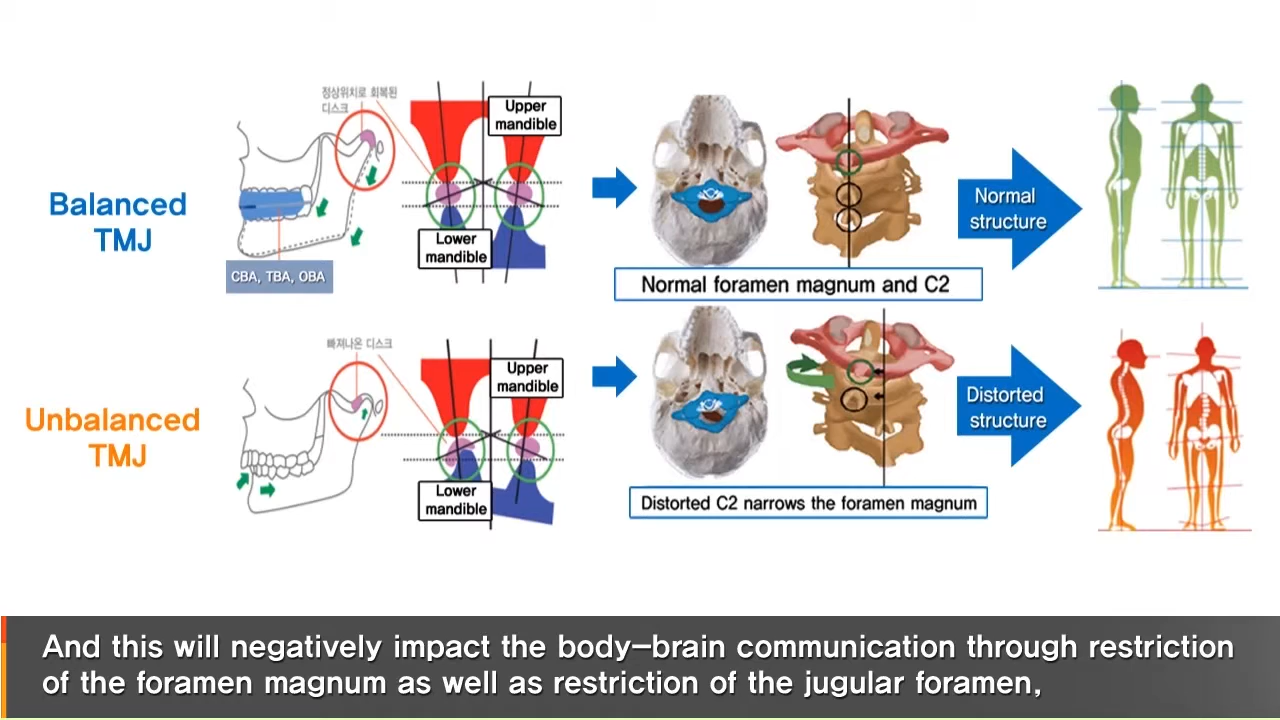 정상위치로 회복된
디스크
Upper
mandible
Balanced
TMJ
Lower
mandible
CBA, TBA, OBA
Normal foramen magnum and C2
Normal
structure
빠져나온 디스크
Upper
mandible
Unbalanced
TMJ
Lower
mandible
Distorted C2 narrows the foramen magnum
Distorted
structure
And this will negatively impact the body-brain communication through restriction
of the foramen magnum as well as restriction of the jugular foramen,